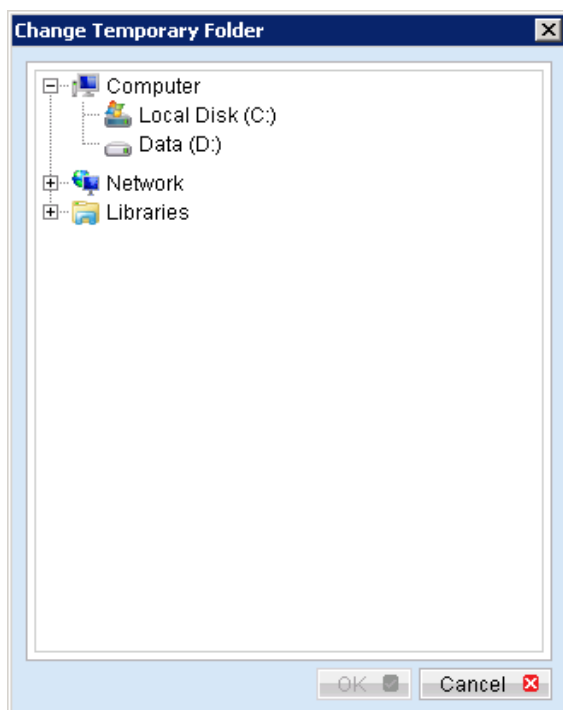 Change Temporary Folder
Computer
Local Disk (C:)
Data (D:)
Network
Libraries
OK
Cancel